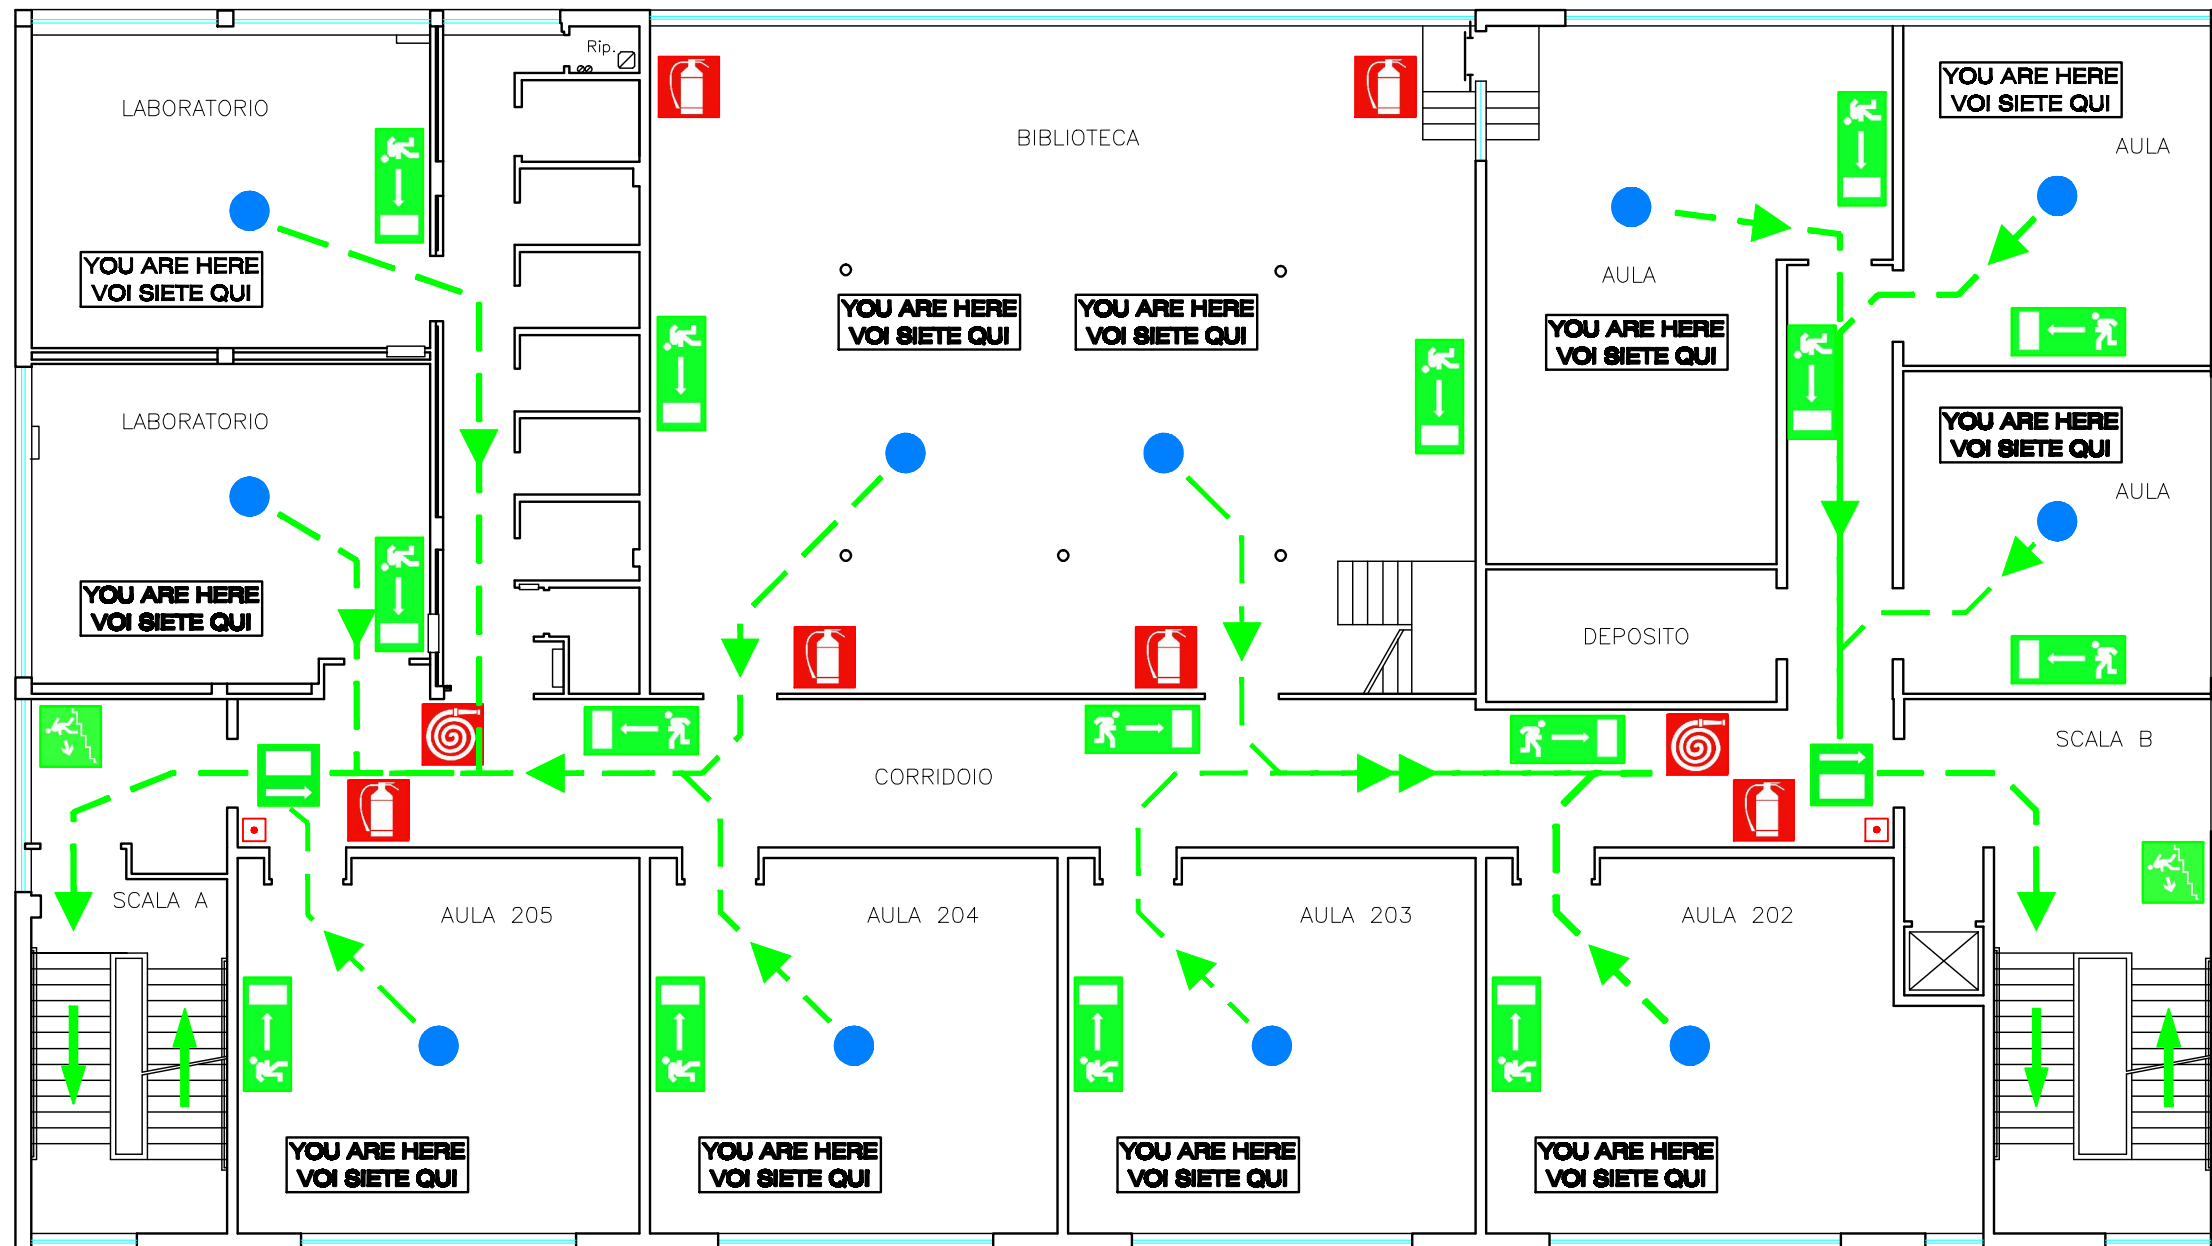 Rip.
LABORATORIO
YOU ARE HERE
VOI SIETE QUI
BIBLIOTECA
YOU ARE HERE
VOI SIETE QUI
YOU ARE HERE
VOI SIETE QUI
AULA
YOU ARE HERE
VOI SIETE QUI
YOU ARE HERE
VOI SIETE QUI
AULA
LABORATORIO
YOU ARE HERE
VOI SIETE QUI
YOU ARE HERE
VOI SIETE QUI
AULA
DEPOSITO
SCALA B
CORRIDOIO
SCALA A
AULA 205
AULA 204
AULA 203
AULA 202
YOU ARE HERE
VOI SIETE QUI
YOU ARE HERE
VOI SIETE QUI
YOU ARE HERE
VOI SIETE QUI
YOU ARE HERE
VOI SIETE QUI